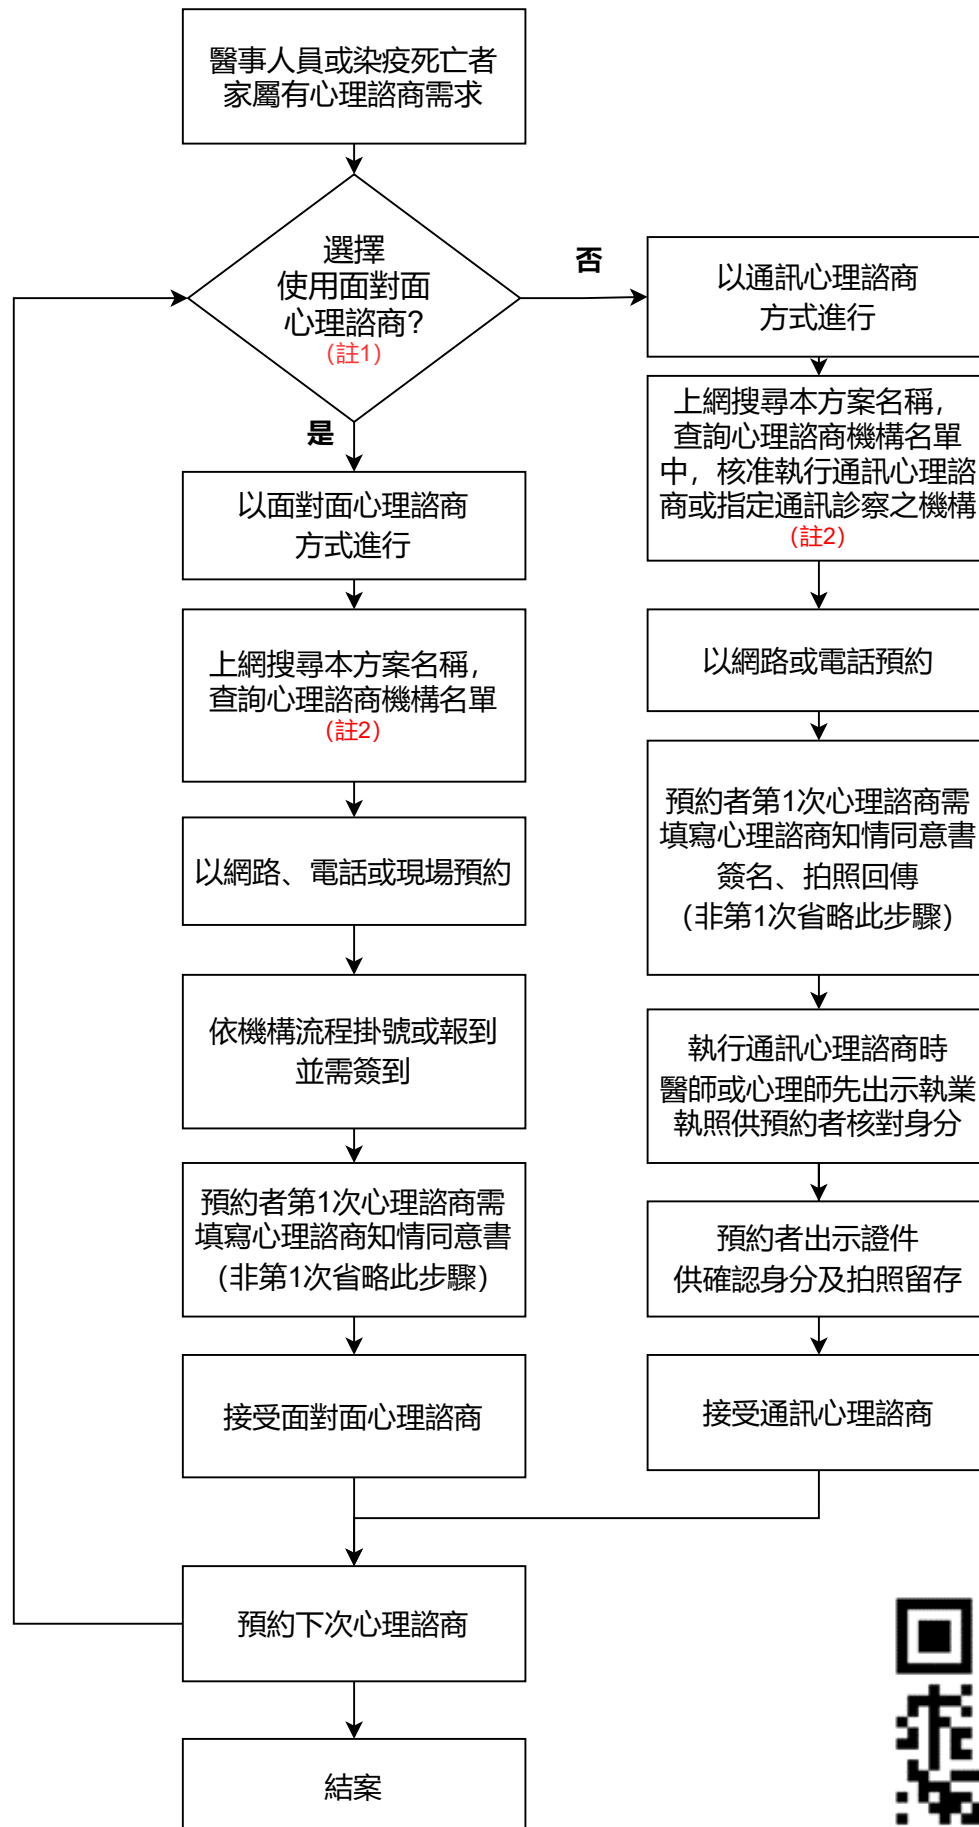 醫事人員或染疫死亡者
家屬有心理諮商需求
選擇
使用面對面
心理諮商?
(註1)
否
是
以面對面心理諮商
方式進行
上網搜尋本方案名稱，
查詢心理諮商機構名單
(註2)
以網路、電話或現場預約
依機構流程掛號或報到
並需簽到
預約者第1次心理諮商需
填寫心理諮商知情同意書
（非第1次省略此步驟）
接受面對面心理諮商
預約下次心理諮商
結案
以通訊心理諮商
方式進行
上網搜尋本方案名稱，
查詢心理諮商機構名單
中，核准執行通訊心理諮
商或指定通訊診察之機構
(註2)
以網路或電話預約
預約者第1次心理諮商需
填寫心理諮商知情同意書
簽名、拍照回傳
（非第1次省略此步驟）
執行通訊心理諮商時
醫師或心理師先出示執業
執照供預約者核對身分
預約者出示證件
供確認身分及拍照留存
接受通訊心理諮商